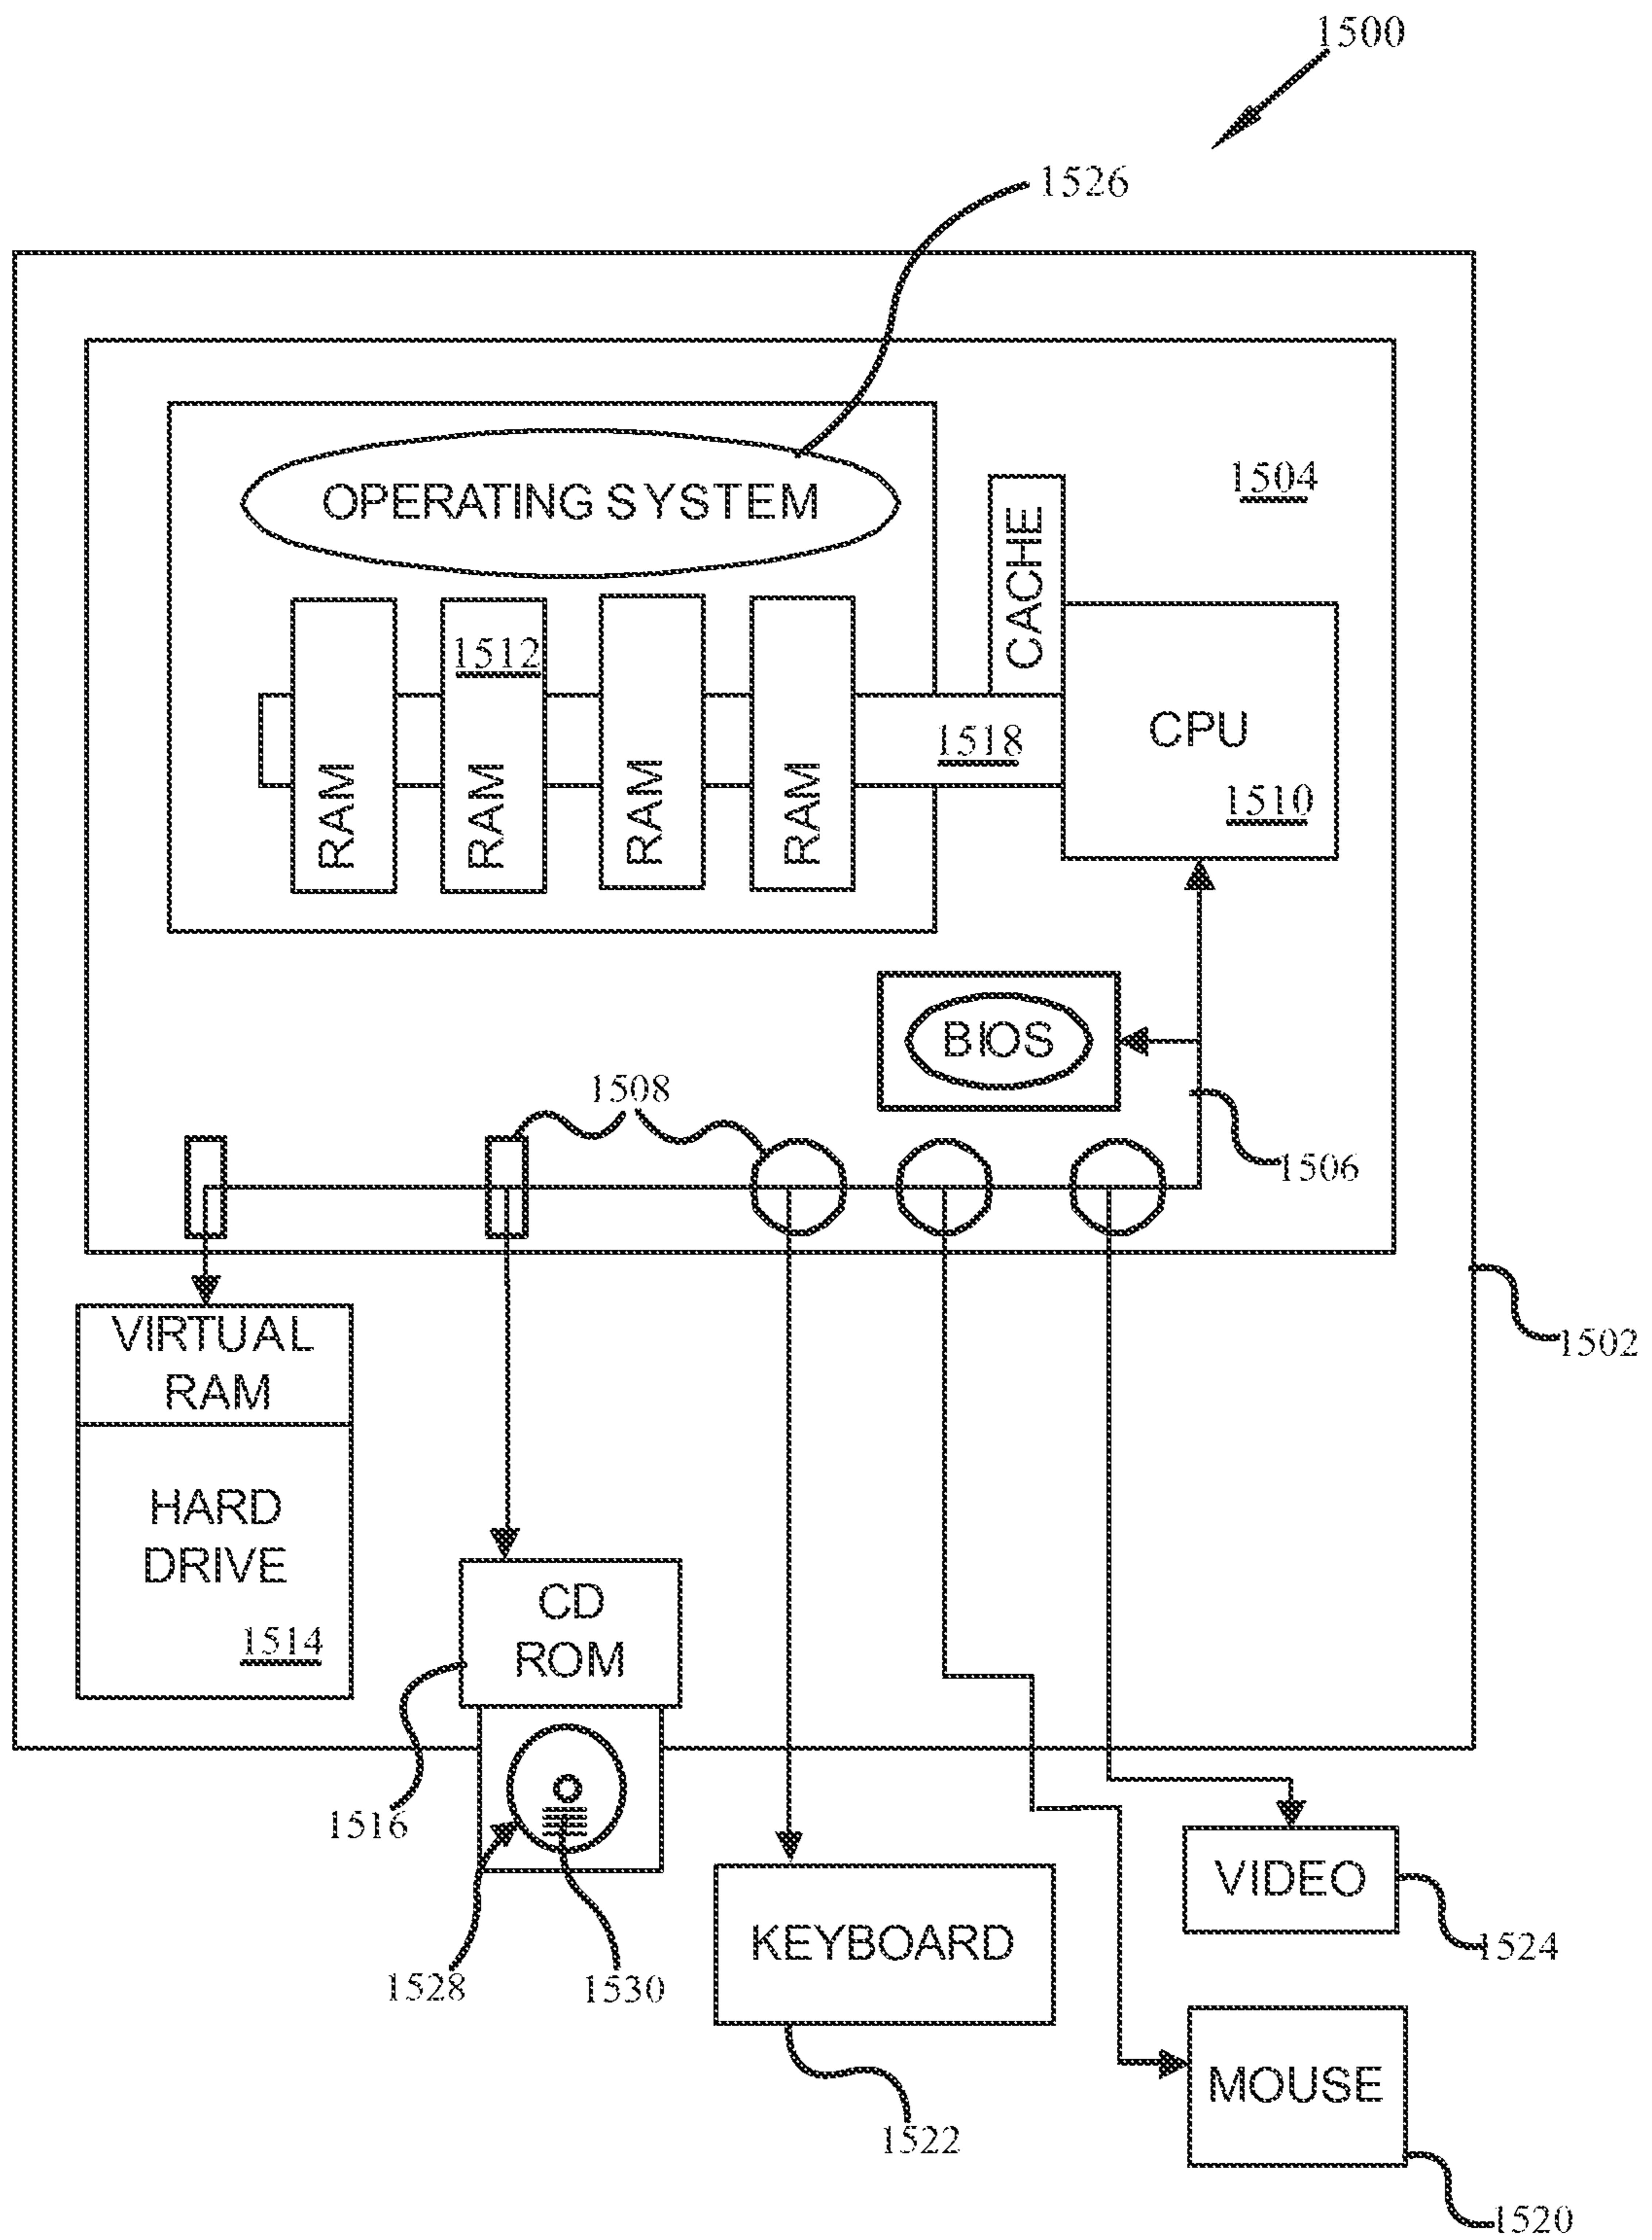 1500
1526
OPERATING SYSTEM
1504
CACHE
1512
RAM
RAM
RAM
RAM
1518
CPU
1510
BIOS
1508
1506
VIRTUAL
RAM
1502
HARD
DRIVE
1514
CD
ROM
1516
VIDEO
1524
KEYBOARD
1528
1530
MOUSE
1522
1520